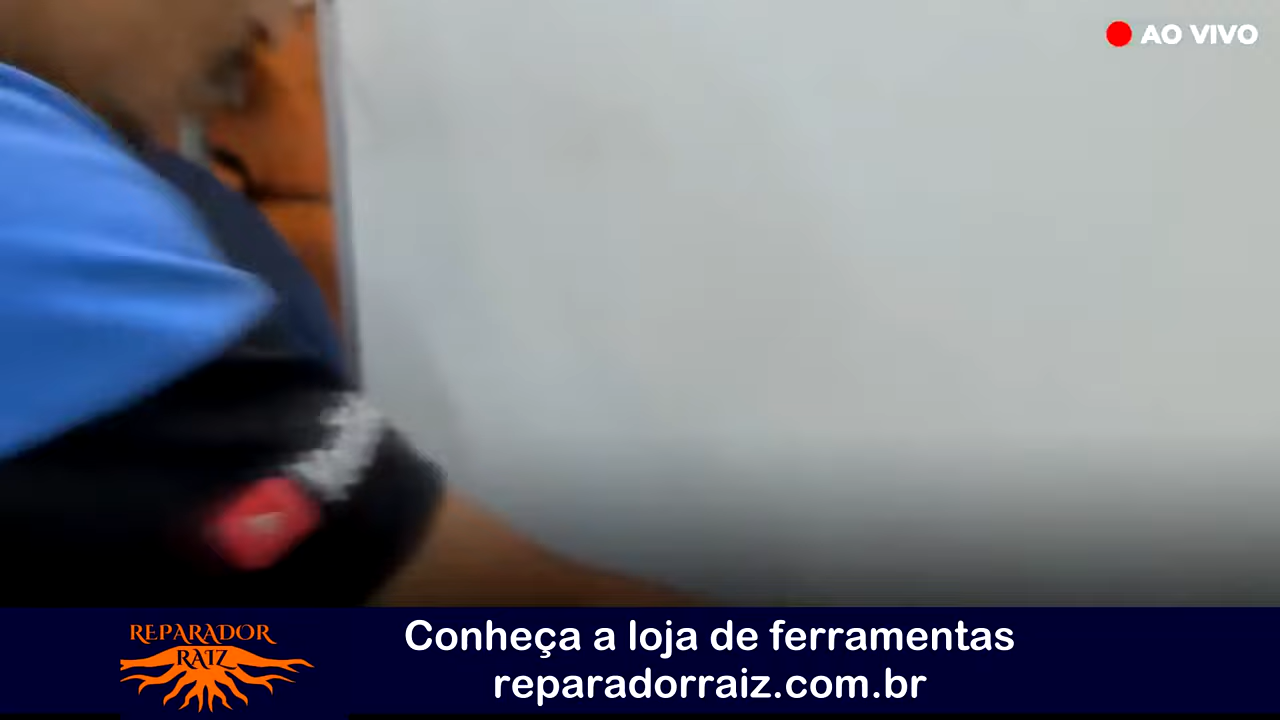 AO VIVO
REPARADOR
RAIZ
Conheça a loja de ferramentas
reparadorraiz.com.br